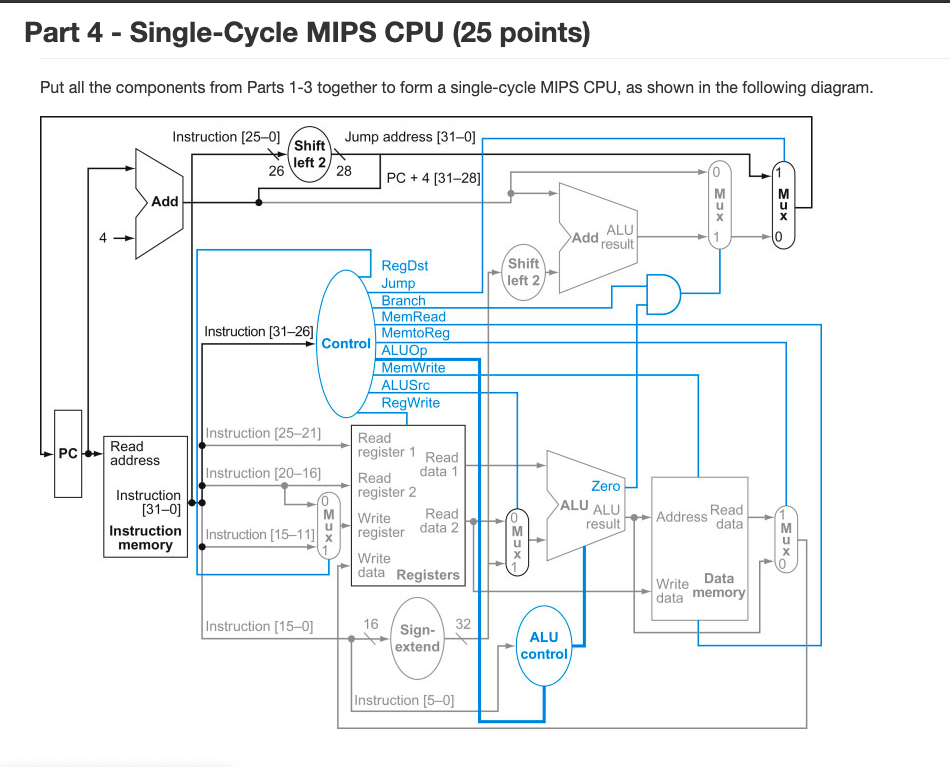 Part 4 - Single-Cycle MIPS CPU (25 points)
Put all the components from Parts 1-3 together to form a single-cycle MIPS CPU, as shown in the following diagram.
Instruction [25–0]
Shift
left 2
Jump address [31–0]
26
28
PC + 4 [31–28]
Add
4
0
M
u
x
1
1
M
u
x
0
Add
ALU
result
Shift
left 2
RegDst
Jump
Branch
MemRead
MemtoReg
ALUOp
MemWrite
ALUSrc
RegWrite
Instruction [31–26]
Control
PC
Read
address
Instruction
[31–0]
Instruction
memory
Instruction [25–21]
Instruction [20–16]
Instruction [15–11]
0
M
u
x
1
Read
register 1
Read
data 1
Read
register 2
Write
register
Read
data 2
Write
data
Registers
0
M
u
x
1
Zero
ALU
ALU
result
Address
Read
data
Write
data
Data
memory
1
M
u
x
0
Instruction [15–0]
16
Sign-
extend
32
ALU
control
Instruction [5–0]